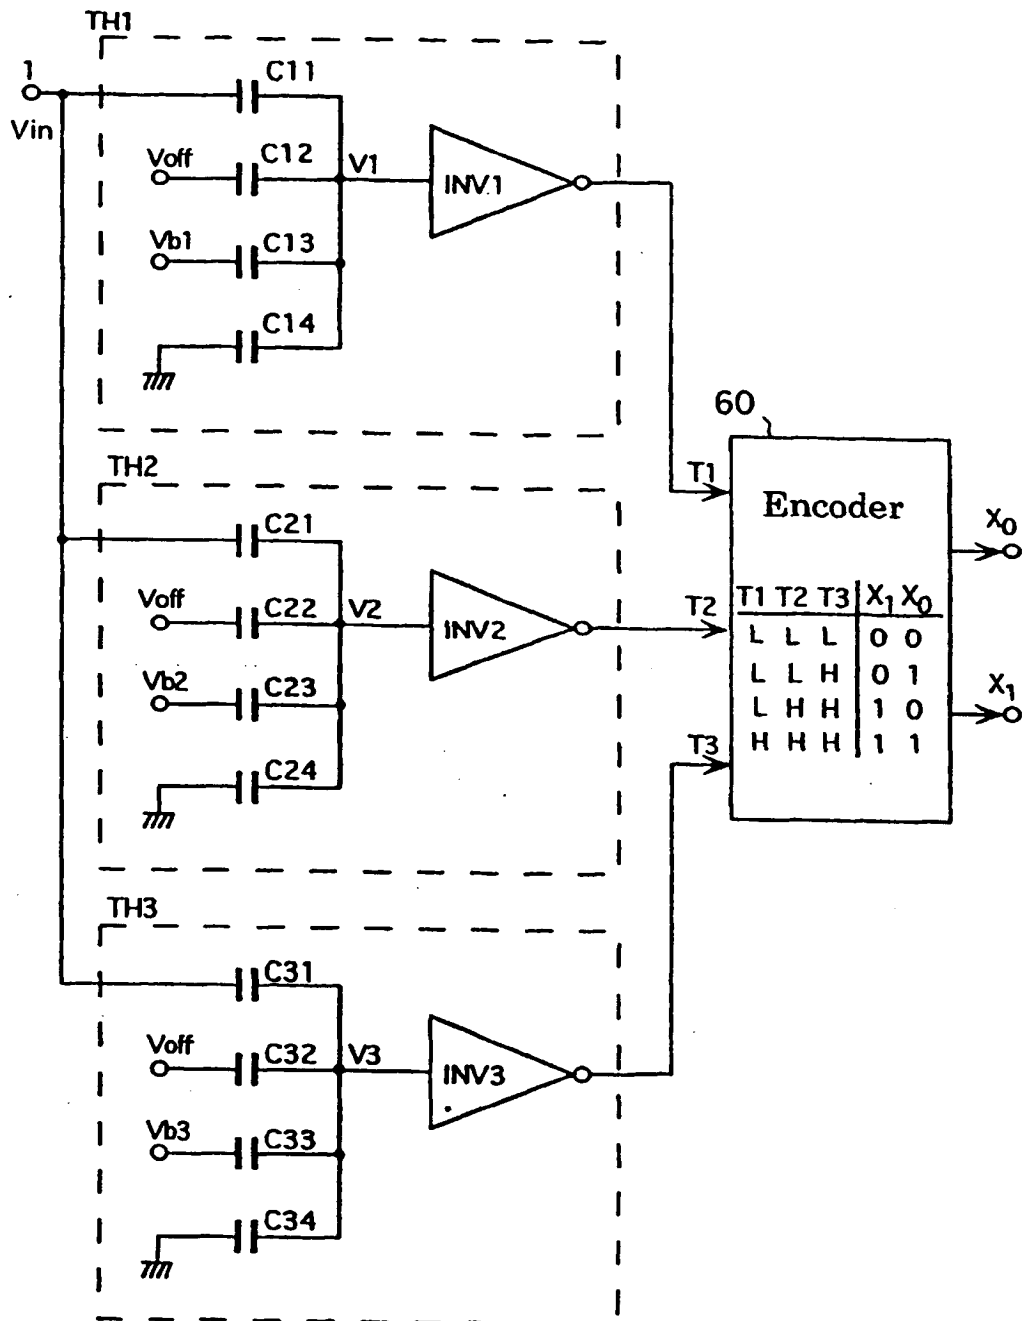 TH1
1
Vin
C11
Voff
C12
V1
INV.1
Vb1
C13
C14
TH2
C21
Voff
C22
V2
INV2
Vb2
C23
C24
TH3
C31
Voff
C32
V3
INV3
Vb3
C33
C34
60
T1
Encoder
T2
T1 T2 T3 X1 X0
L L L 0 0
L L H 0 1
L H H 1 0
H H H 1 1
T3
X0
X1